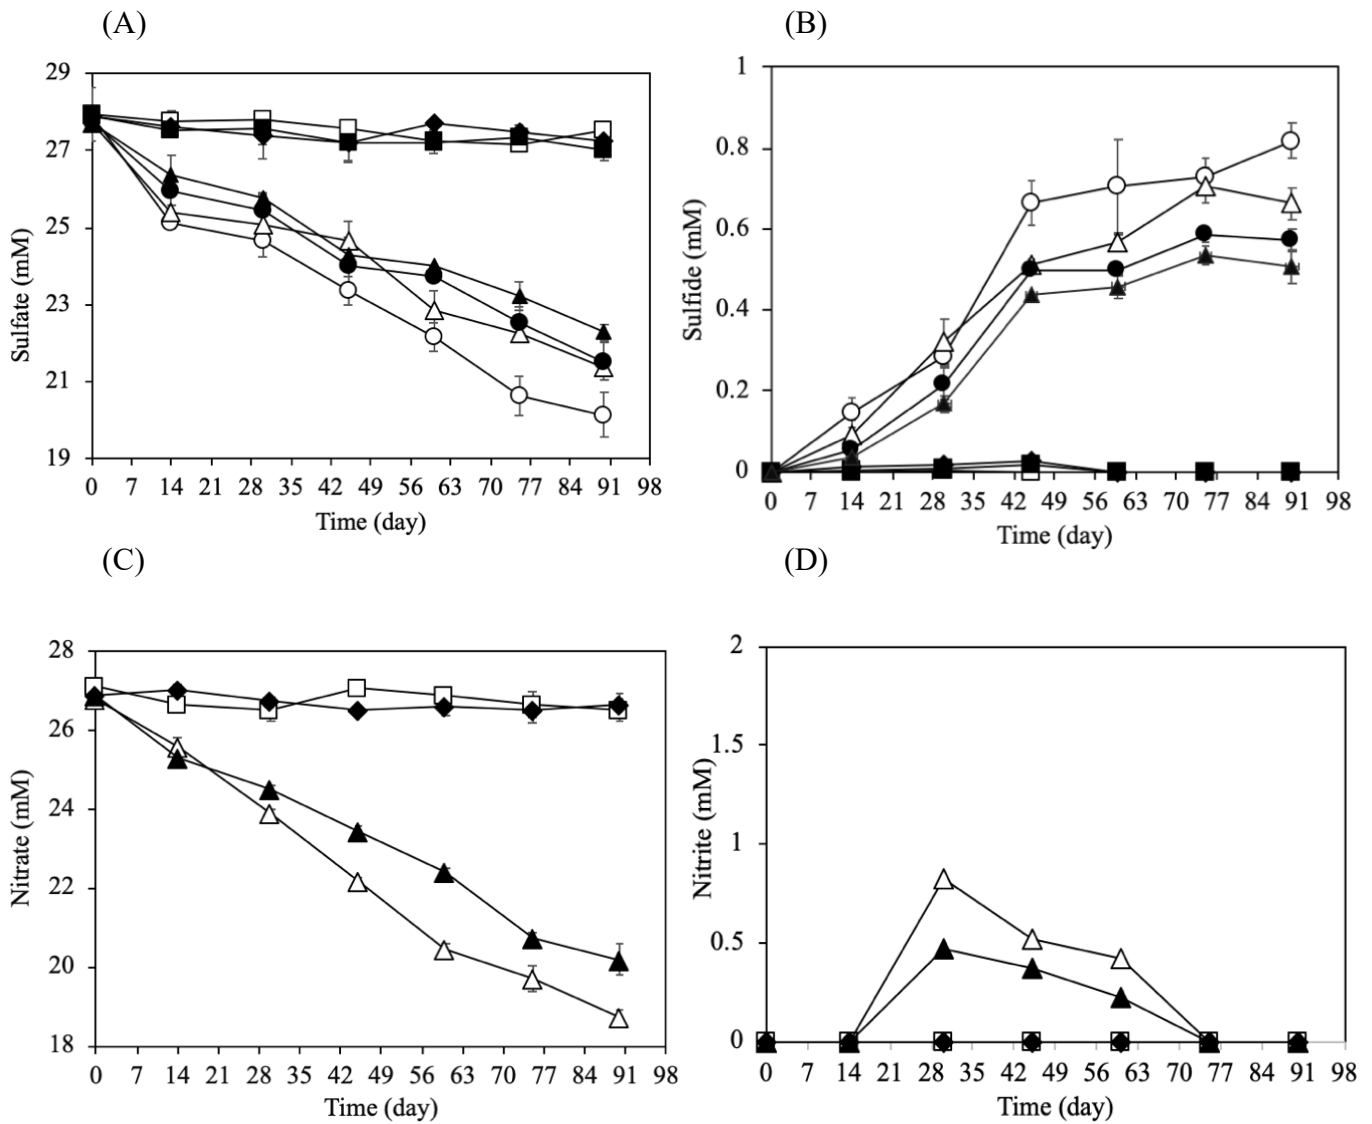 (A)
(B)
29
27
25
23
21
19
Sulfate (mM)
0 7 14 21 28 35 42 49 56 63 70 77 84 91 98
Time (day)
1
0.8
0.6
0.4
0.2
0
Sulfide (mM)
0 7 14 21 28 35 42 49 56 63 70 77 84 91 98
Time (day)
(C)
(D)
28
26
24
22
20
18
Nitrate (mM)
0 7 14 21 28 35 42 49 56 63 70 77 84 91 98
Time (day)
2
1.5
1
0.5
0
Nitrite (mM)
0 7 14 21 28 35 42 49 56 63 70 77 84 91 98
Time (day)